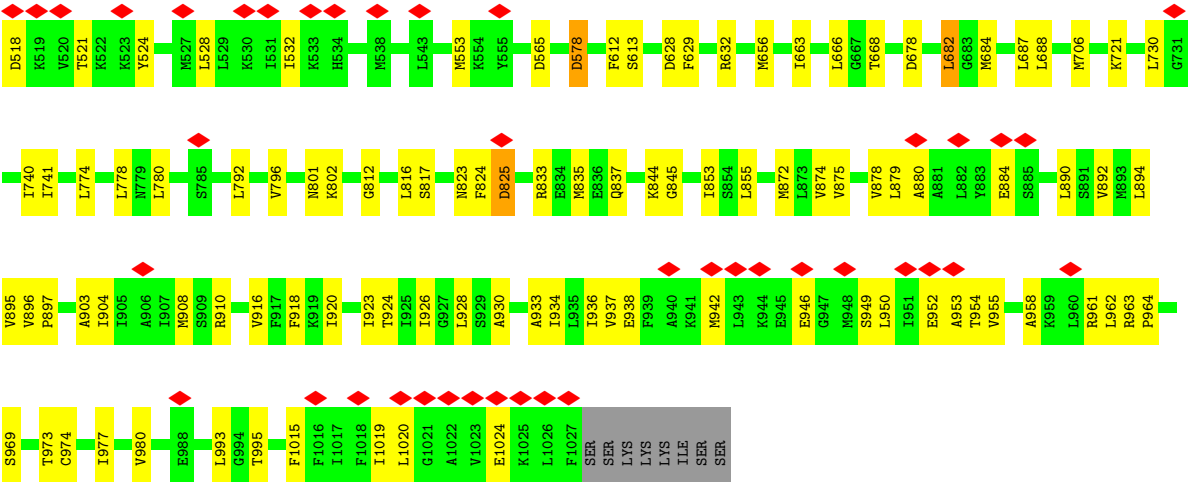 D518 K519 V520 T521 K522 K523 Y524 M527 L528 L529 K530 I531 I532 K533 H534 M538 L543 M553 K554 Y555 D565 D578 F612 S613 D628 F629 R632 M656 I663 L666 G667 T668 D678 L682 G683 M684 L687 L688 M706 K721 L730 G731
I740 I741 L774 L778 N779 L780 S785 L792 V796 N801 K802 G812 L816 S817 N823 F824 D825 R833 E834 M835 E836 Q837 K844 G845 I853 S854 L855 M872 L873 V874 V875 V878 L879 A880 A881 L882 Y883 E884 S885 L890 S891 V892 M893 L894
V895 V896 P897 A903 I904 I905 A906 I907 M908 S909 R910 V916 F917 F918 K919 I920 I923 T924 I925 I926 G927 L928 S929 A930 A933 I934 L935 I936 V937 E938 F939 A940 K941 M942 L943 K944 E945 E946 G947 M948 S949 L950 I951 E952 A953 T954 V955 A958 K959 L960 R961 L962 R963 P964
S969 T973 C974 I977 V980 E988 L993 G994 T995 F1015 F1016 I1017 F1018 I1019 L1020 G1021 A1022 V1023 E1024 K1025 L1026 F1027 SER SER LYS LYS LYS ILE SER SER